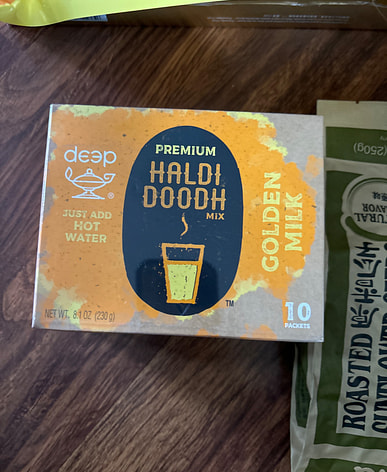 deep
®
JUST ADD
HOT
WATER
PREMIUM
HALDI
DOODH
MIX
GOLDEN
MILK
TM
NET WT. 8.1 OZ (230 g)
10
PACKETS
(250g)
ROASTED